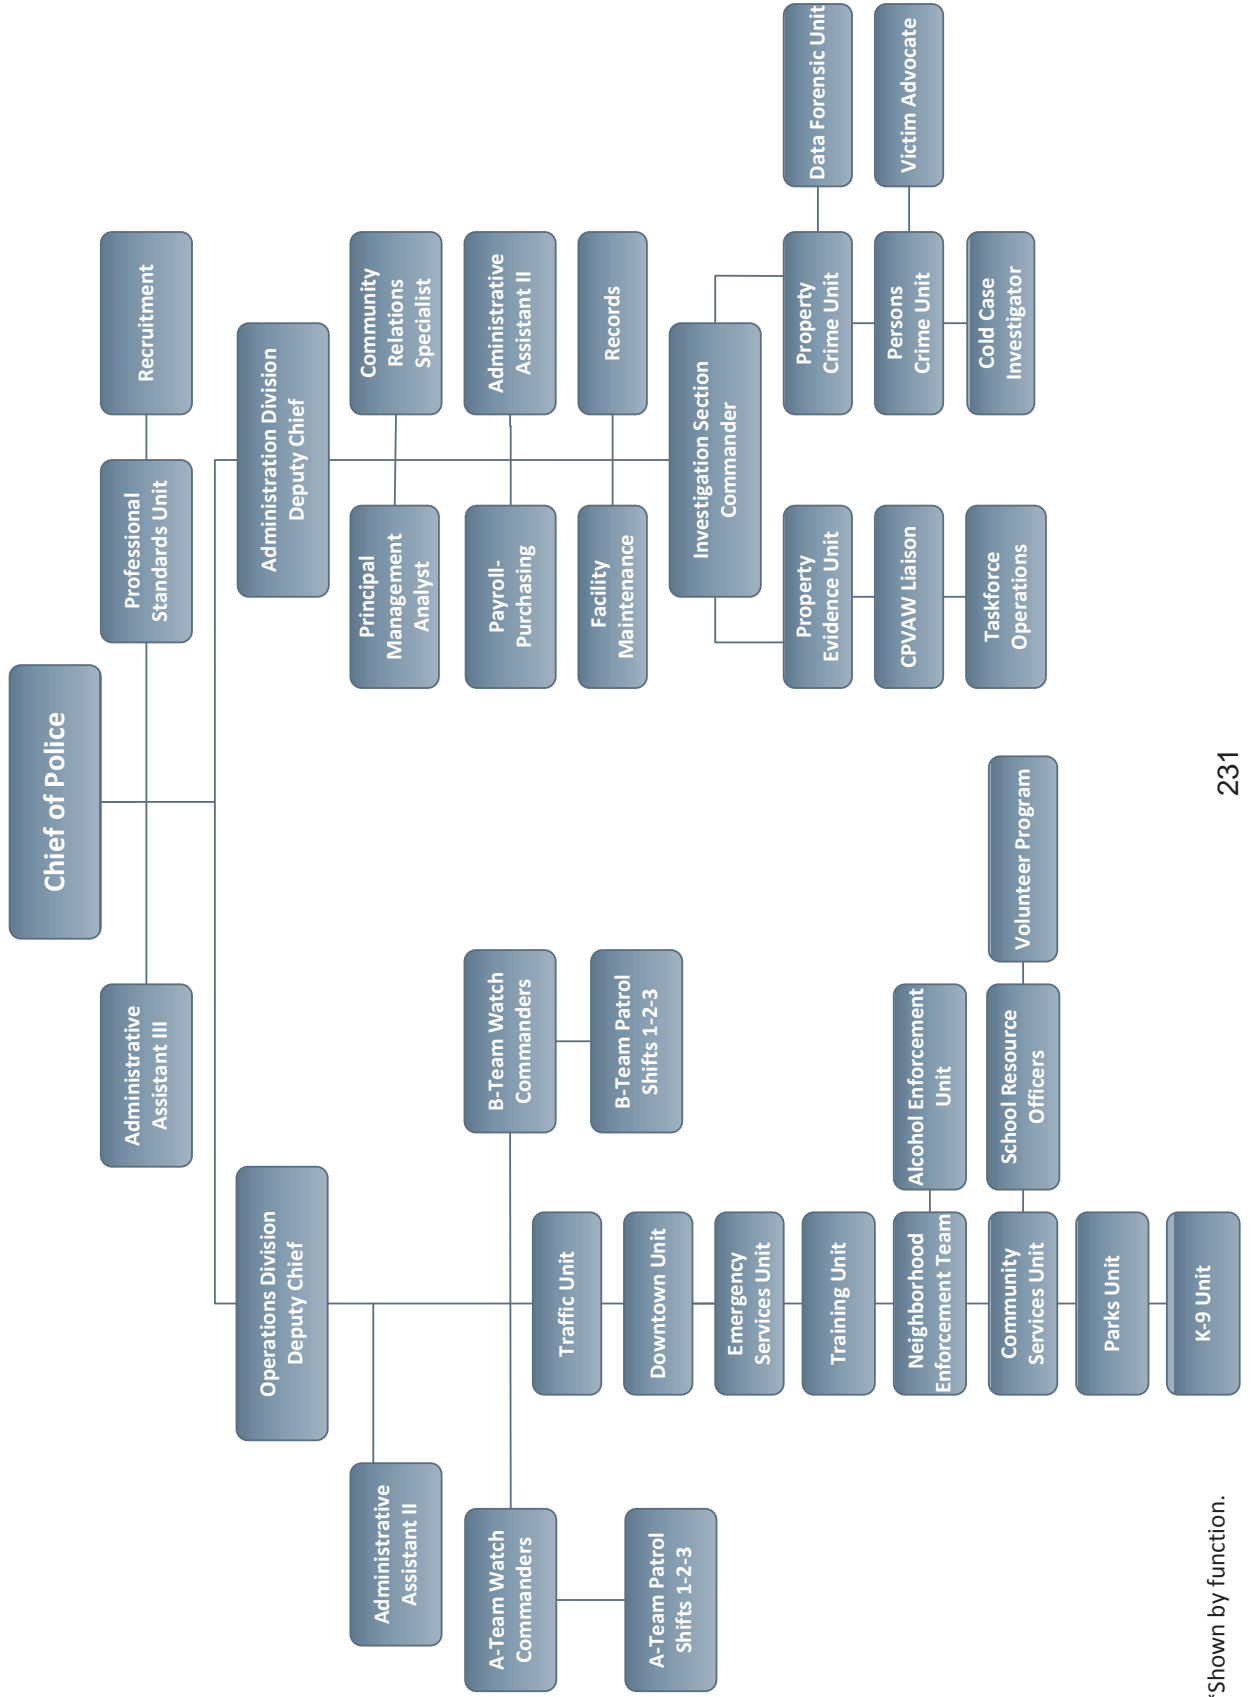 Chief of Police
Administrative
Assistant III
Professional
Standards Unit
Recruitment
Operations Division
Deputy Chief
Administration Division
Deputy Chief
Administrative
Assistant II
Principal
Management
Analyst
Community
Relations
Specialist
A-Team Watch
Commanders
B-Team Watch
Commanders
Payroll-
Purchasing
Administrative
Assistant II
A-Team Patrol
Shifts 1-2-3
B-Team Patrol
Shifts 1-2-3
Facility
Maintenance
Records
Traffic Unit
Downtown Unit
Emergency
Services Unit
Training Unit
Neighborhood
Enforcement Team
Alcohol Enforcement
Unit
Community
Services Unit
School Resource
Officers
Volunteer Program
Parks Unit
K-9 Unit
Investigation Section
Commander
Property
Evidence Unit
CPVAW Liaison
Taskforce
Operations
Property
Crime Unit
Data Forensic Unit
Persons
Crime Unit
Victim Advocate
Cold Case
Investigator
*Shown by function.
231